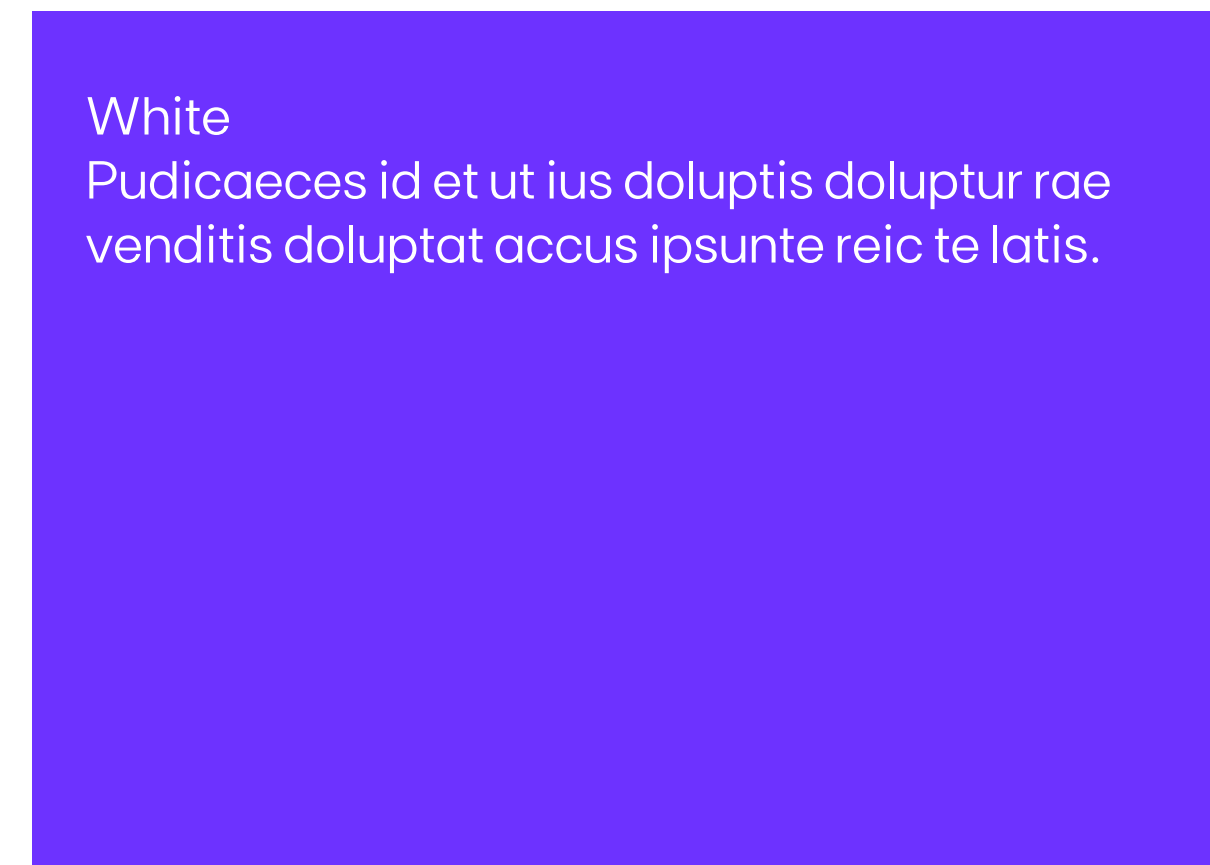 White
Pudicaeces id et ut ius doluptis doluptur rae
venditis doluptat accus ipsunte reic te latis.